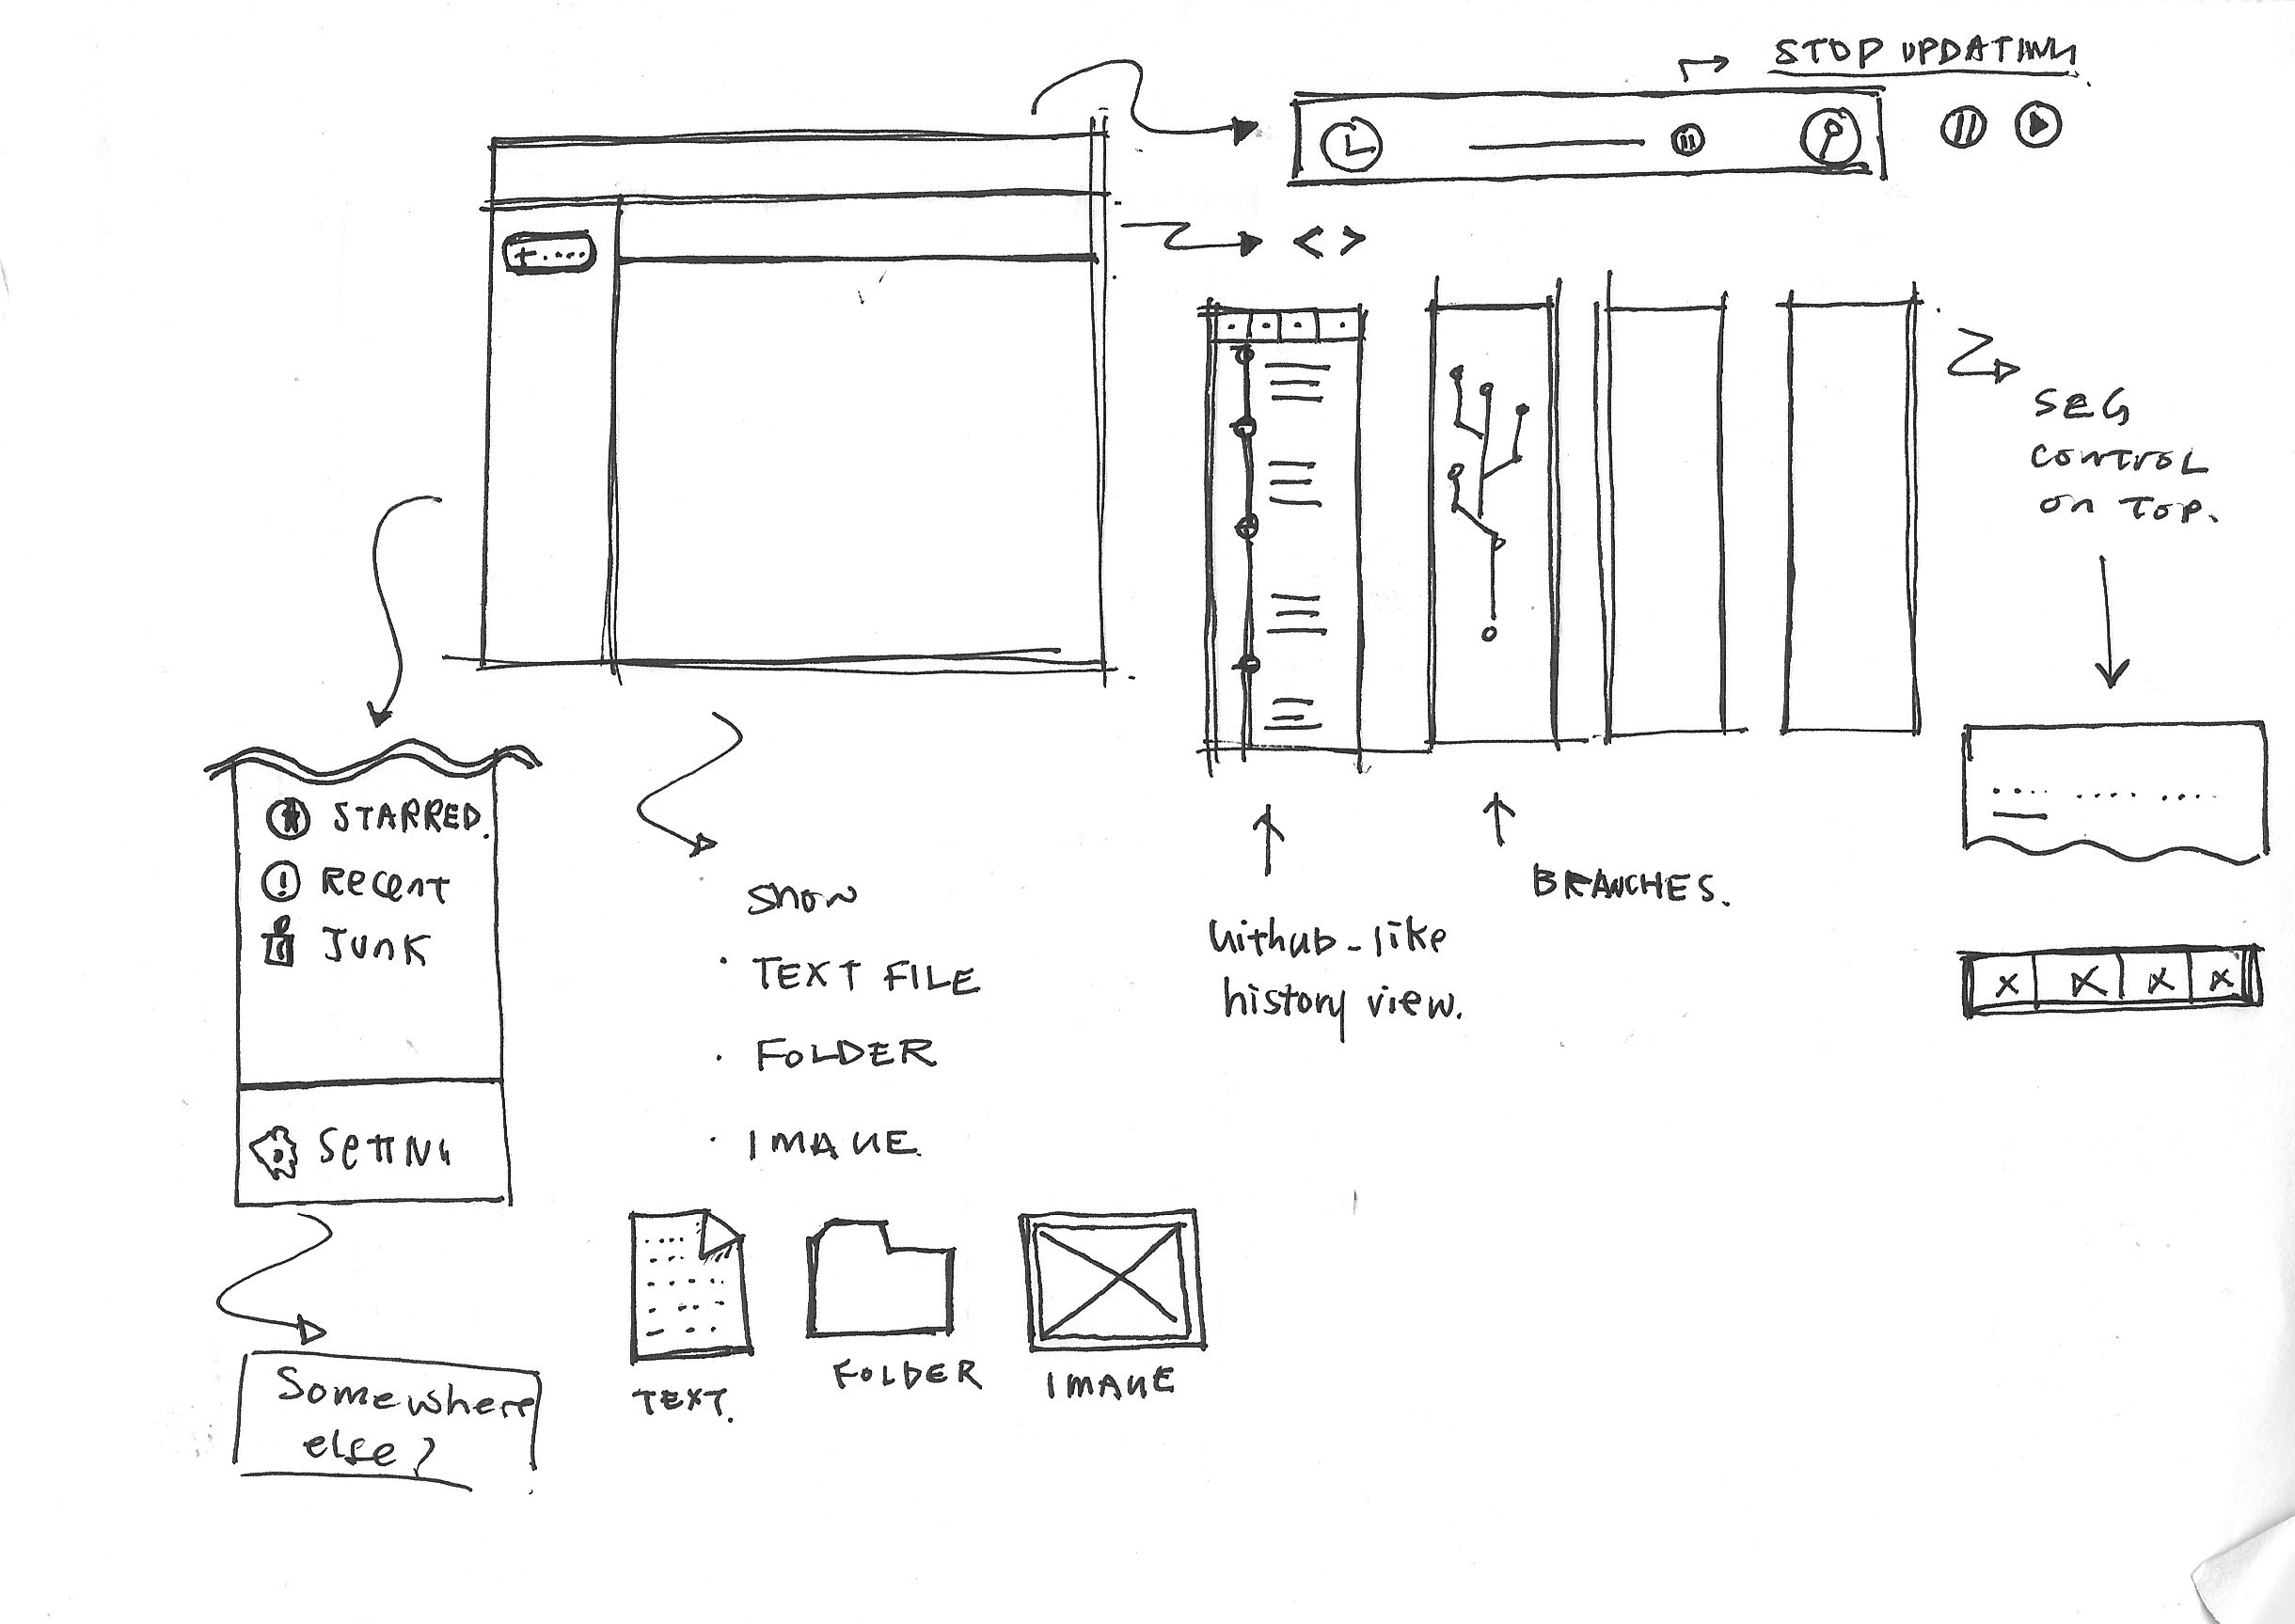 STOP UPDATING
< >
SEG
CONTROL
ON TOP.
STARRED.
RECENT
JUNK
SETTING
Somewhere
else?
SHOW
· TEXT FILE
· FOLDER
· IMAGE
TEXT.
FOLDER
IMAGE
Github-like
history view.
BRANCHES.